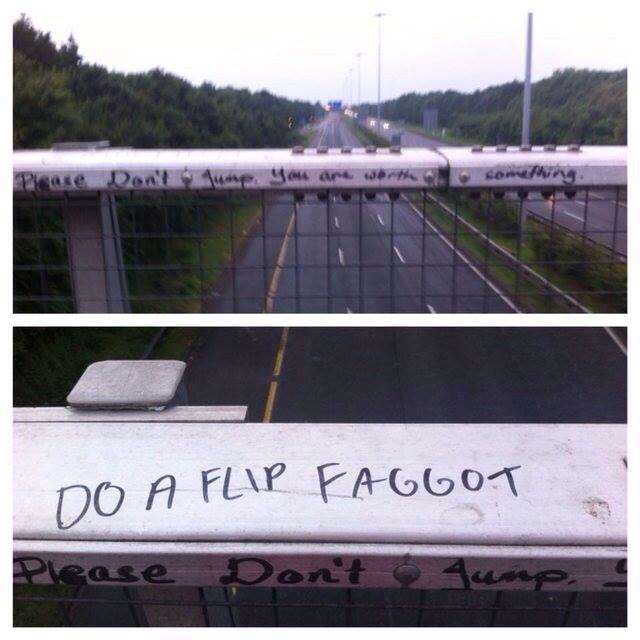 Please Don't Jump. You are worth something.
DO A FLIP FAGGOT
Please Don't Jump.